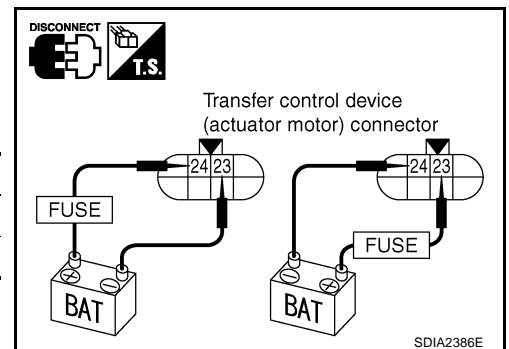 DISCONNECT
T.S.
Transfer control device
(actuator motor) connector
24 23
24 23
FUSE
FUSE
+ −
BAT
− +
BAT
SDIA2386E